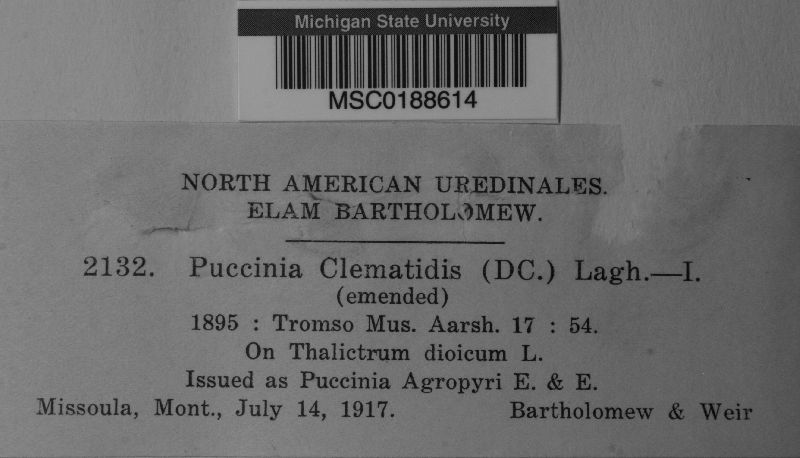 Michigan State University
MSC0188614
NORTH AMERICAN UREDINALES.
ELAM BARTHOLOMEW.
2132. Puccinia Clematidis (DC.) Lagh.—I.
(emended)
1895 : Tromso Mus. Aarsh. 17 : 54.
On Thalictrum dioicum L.
Issued as Puccinia Agropyri E. & E.
Missoula, Mont., July 14, 1917. Bartholomew & Weir